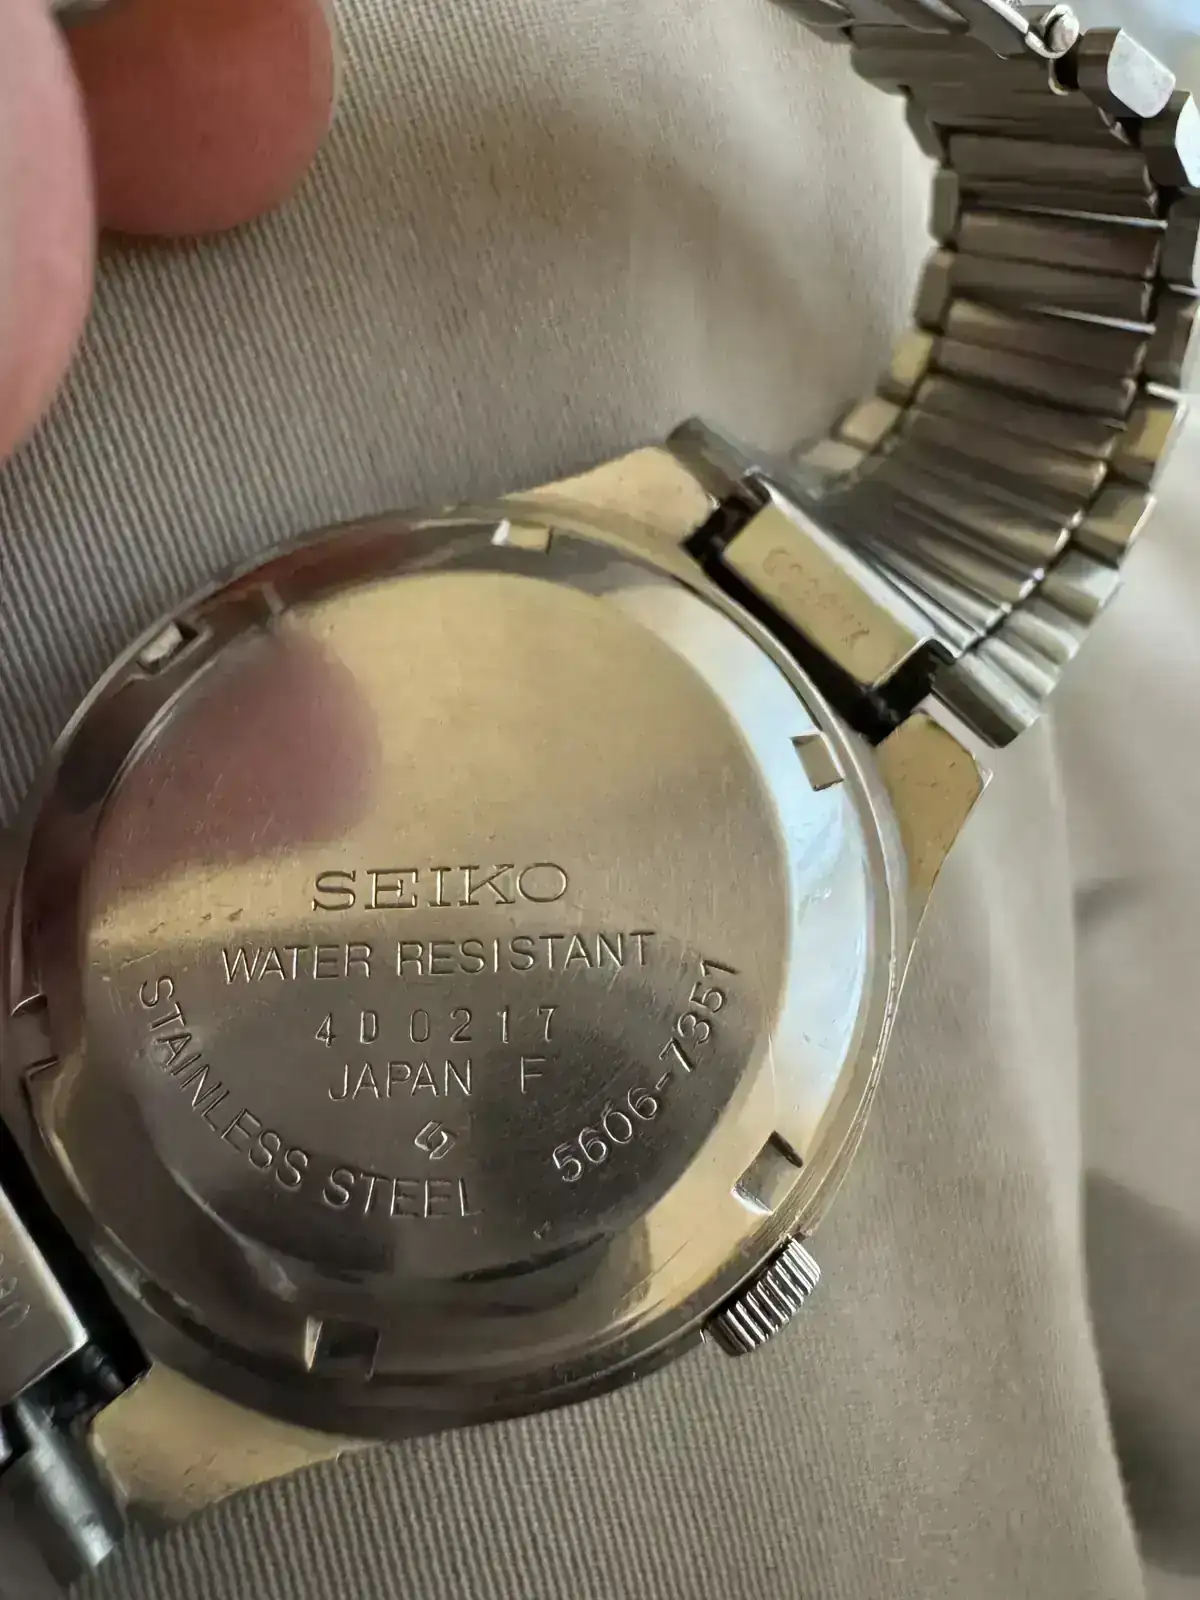 SEIKO
WATER RESISTANT
4D0217
JAPAN F
STAINLESS STEEL
5606-7351